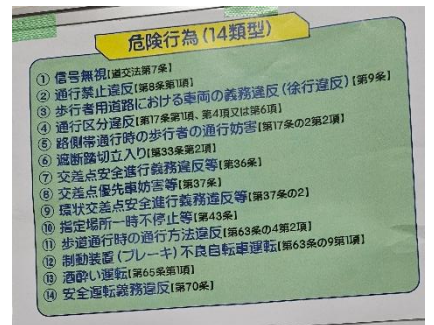 危険行為(14類型)
① 信号無視【道交法第7条】
② 通行禁止違反【第8条第1項】
③ 歩行者用道路における車両の義務違反(徐行違反)【第9条】
④ 通行区分違反【第17条第1項、第4項又は第6項】
⑤ 路側帯通行時の歩行者の通行妨害【第17条の2第2項】
⑥ 遮断踏切立入り【第33条第2項】
⑦ 交差点安全進行義務違反等【第36条】
⑧ 交差点優先車妨害等【第37条】
⑨ 環状交差点安全進行義務違反等【第37条の2】
⑩ 指定場所一時不停止等【第43条】
⑪ 歩道通行時の通行方法違反【第63条の4第2項】
⑫ 制動装置(ブレーキ)不良自転車運転【第63条の9第1項】
⑬ 酒酔い運転【第65条第1項】
⑭ 安全運転義務違反【第70条】